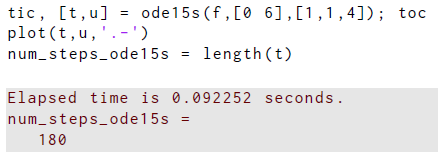 tic, [t,u] = ode15s(f,[0 6],[1,1,4]); toc
plot(t,u,'.-')
num_steps_ode15s = length(t)
Elapsed time is 0.092252 seconds.
num_steps_ode15s =
180